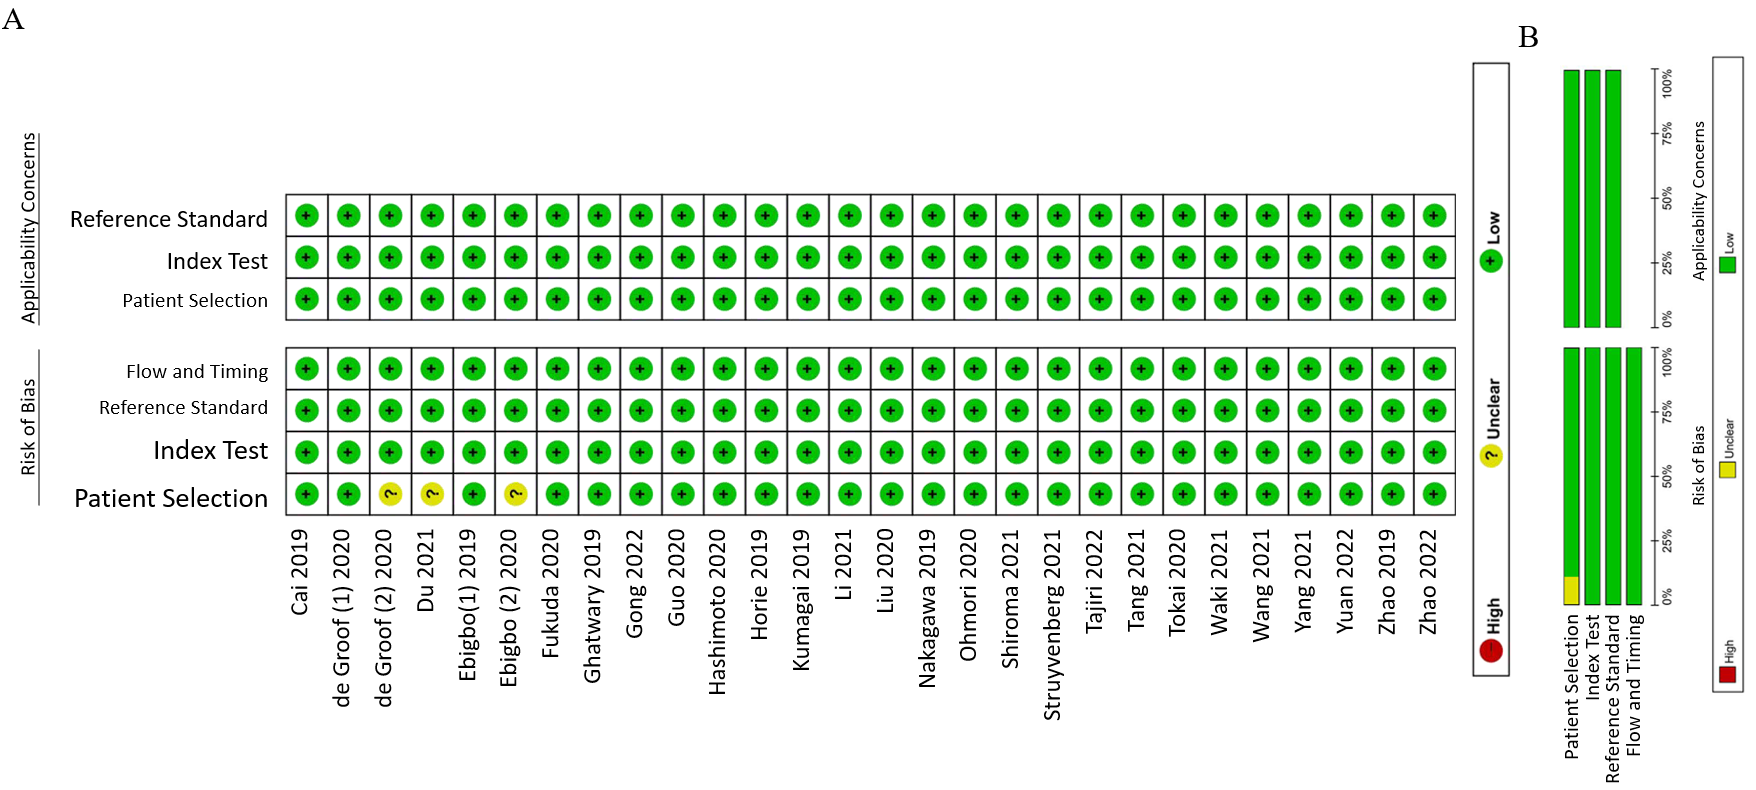 A
Applicability Concerns
Reference Standard
Index Test
Patient Selection
Risk of Bias
Flow and Timing
Reference Standard
Index Test
Patient Selection
? ? ?
Cai 2019
de Groof (1) 2020
de Groof (2) 2020
Du 2021
Ebigbo(1) 2019
Ebigbo (2) 2020
Fukuda 2020
Ghatwary 2019
Gong 2022
Guo 2020
Hashimoto 2020
Horie 2019
Kumagai 2019
Li 2021
Liu 2020
Nakagawa 2019
Ohmori 2020
Shiroma 2021
Struyvenberg 2021
Tajiri 2022
Tang 2021
Tokai 2020
Waki 2021
Wang 2021
Yang 2021
Yuan 2022
Zhao 2019
Zhao 2022
+ Low
? Unclear
High
B
100%
75%
50%
25%
0%
Applicability Concerns
100%
75%
50%
25%
0%
Risk of Bias
Patient Selection
Index Test
Reference Standard
Flow and Timing
Low
Unclear
High